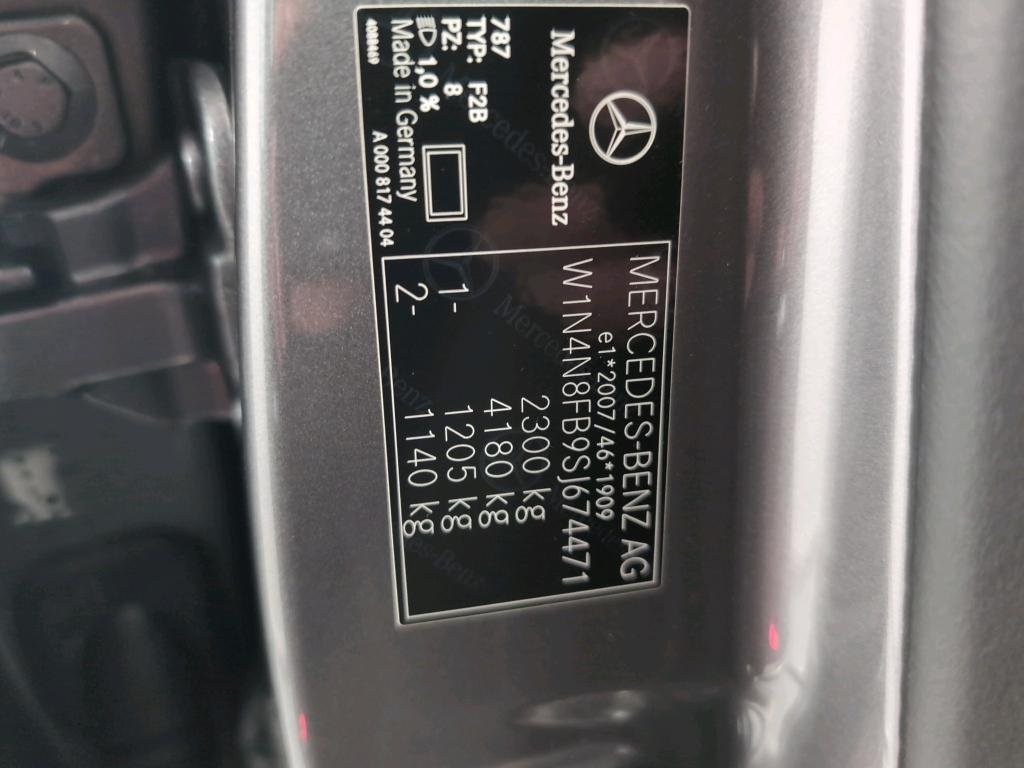 Mercedes-Benz
787
TYP: F2B
PZ: 8
1,0 %
Made in Germany
A 000 817 44 04
MERCEDES-BENZ AG
e1*2007/46*1909
W1N4N8FB9SJ674471
2300 kg
4180 kg
1- 1205 kg
2- 1140 kg